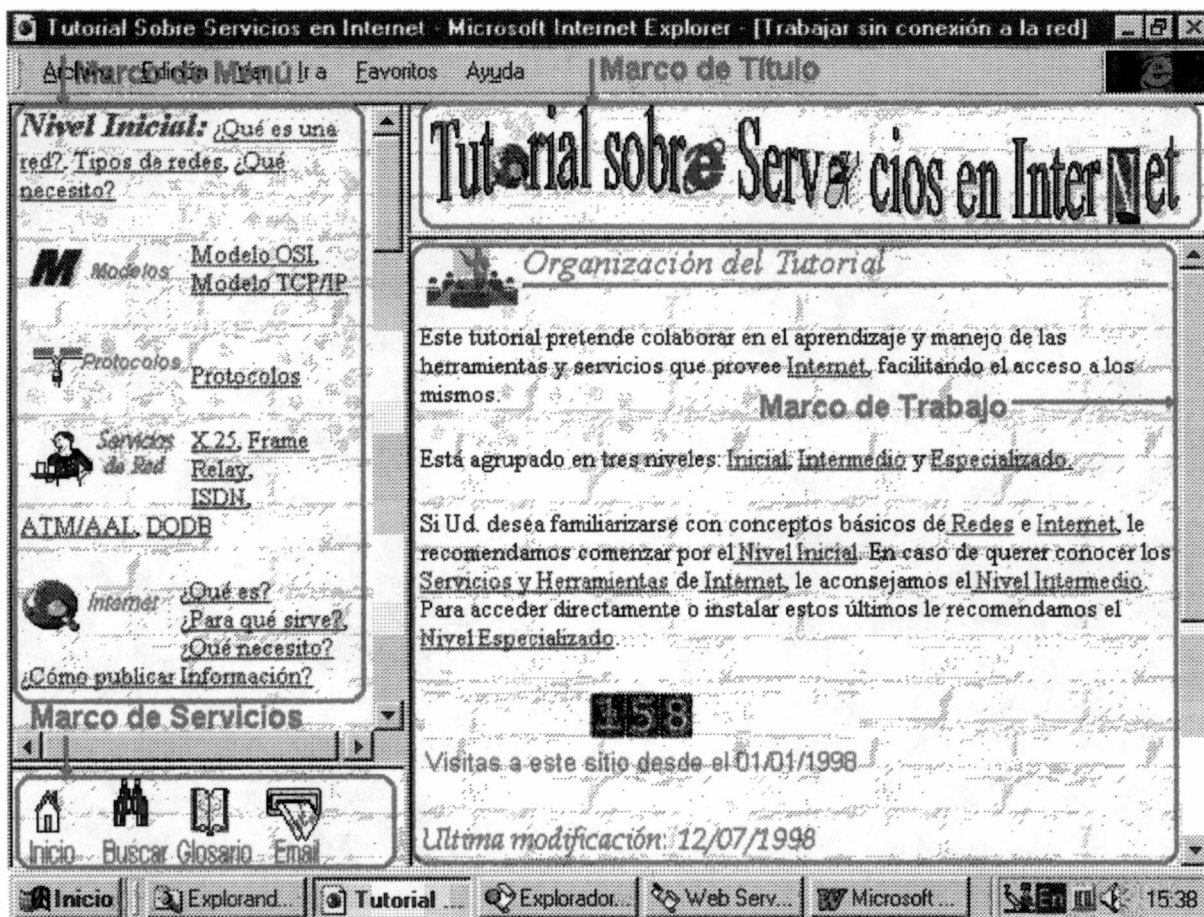 Tutorial Sobre Servicios en Internet - Microsoft Internet Explorer - [Trabajar sin conexión a la red]
Archivo Edición Ver Ir a Favoritos Ayuda
Marco de Menú
Marco de Título
Nivel Inicial: ¿Qué es una
red?, Tipos de redes, ¿Qué
necesito?
Modelos
Modelo OSI,
Modelo TCP/IP
Protocolos
Protocolos
Servicios
de Red
X.25, Frame
Relay,
ISDN,
ATM/AAL, DQDB
Internet
¿Qué es?
¿Para qué sirve?,
¿Qué necesito?
¿Cómo publicar Información?
Marco de Servicios
Inicio Buscar Glosario Email
Tutorial sobre Servicios en InterNet
Organización del Tutorial
Este tutorial pretende colaborar en el aprendizaje y manejo de las
herramientas y servicios que provee Internet, facilitando el acceso a los
mismos.
Marco de Trabajo
Está agrupado en tres niveles: Inicial, Intermedio y Especializado.
Si Ud. desea familiarizarse con conceptos básicos de Redes e Internet, le
recomendamos comenzar por el Nivel Inicial. En caso de querer conocer los
Servicios y Herramientas de Internet, le aconsejamos el Nivel Intermedio.
Para acceder directamente o instalar estos últimos le recomendamos el
Nivel Especializado.
158
Visitas a este sitio desde el 01/01/1998
Ultima modificación: 12/07/1998
Inicio Explorand... Tutorial ... Explorador... Web Serv... Microsoft ... En 15:38